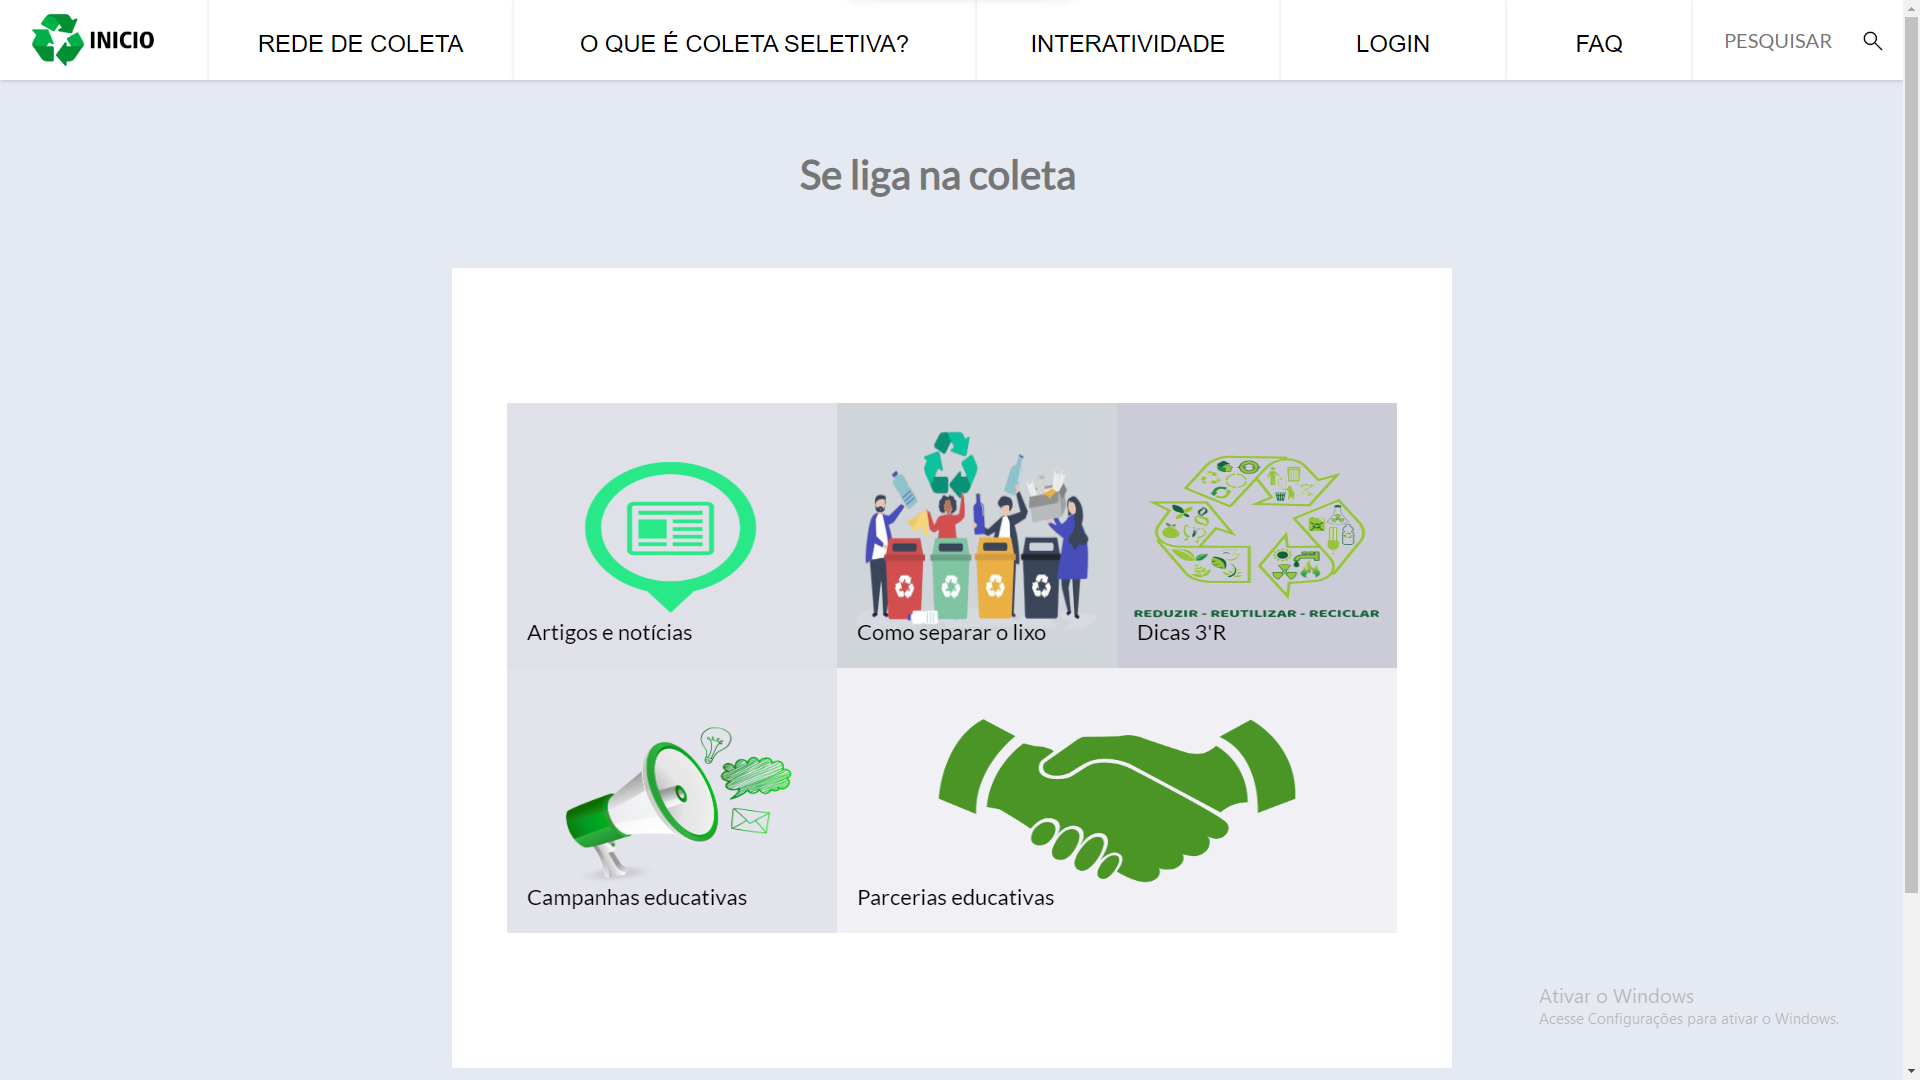 INICIO
REDE DE COLETA
O QUE É COLETA SELETIVA?
INTERATIVIDADE
LOGIN
FAQ
PESQUISAR
Se liga na coleta
REDUZIR - REUTILIZAR - RECICLAR
Artigos e notícias
Como separar o lixo
Dicas 3'R
Campanhas educativas
Parcerias educativas
Ativar o Windows
Acesse Configurações para ativar o Windows.